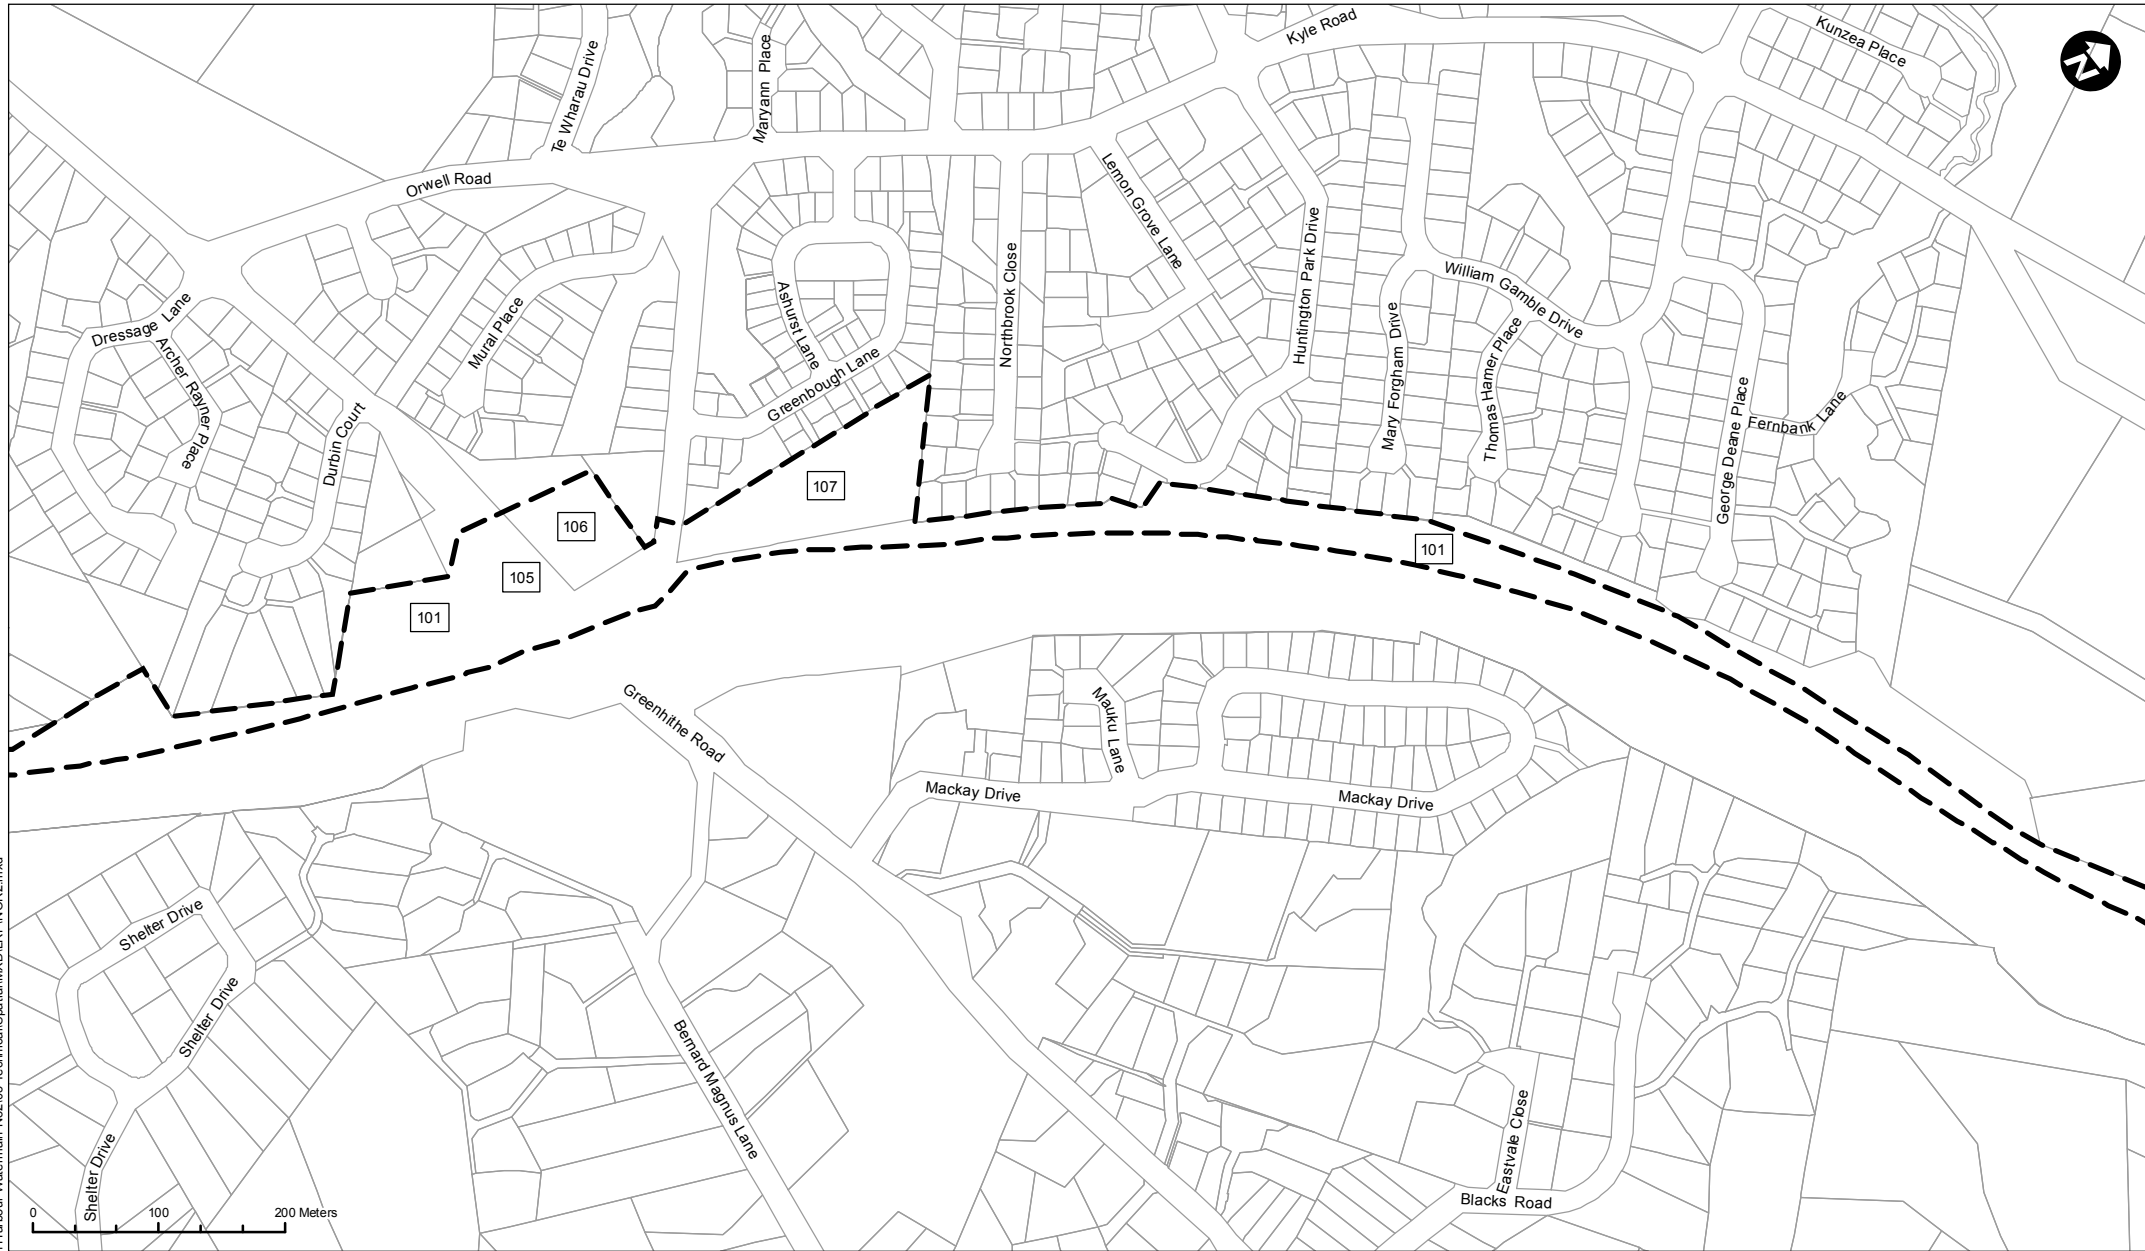 Kyle Road
Kunzea Place
N
Te Wharau Drive
Maryann Place
Orwell Road
Lemon Grove Lane
Northbrook Close
Huntington Park Drive
William Gamble Drive
Dressage Lane
Archer Rayner Place
Mural Place
Ashurst Lane
Greenbough Lane
Mary Forgham Drive
Thomas Hamer Place
George Deane Place
Fernbank Lane
Durbin Court
107
106
101
105
101
Greenhithe Road
Mauku Lane
Mackay Drive
Mackay Drive
Shelter Drive
Shelter Drive
Bernard Magnus Lane
Shelter Drive
Eastvale Close
Blacks Road
0 100 200 Meters